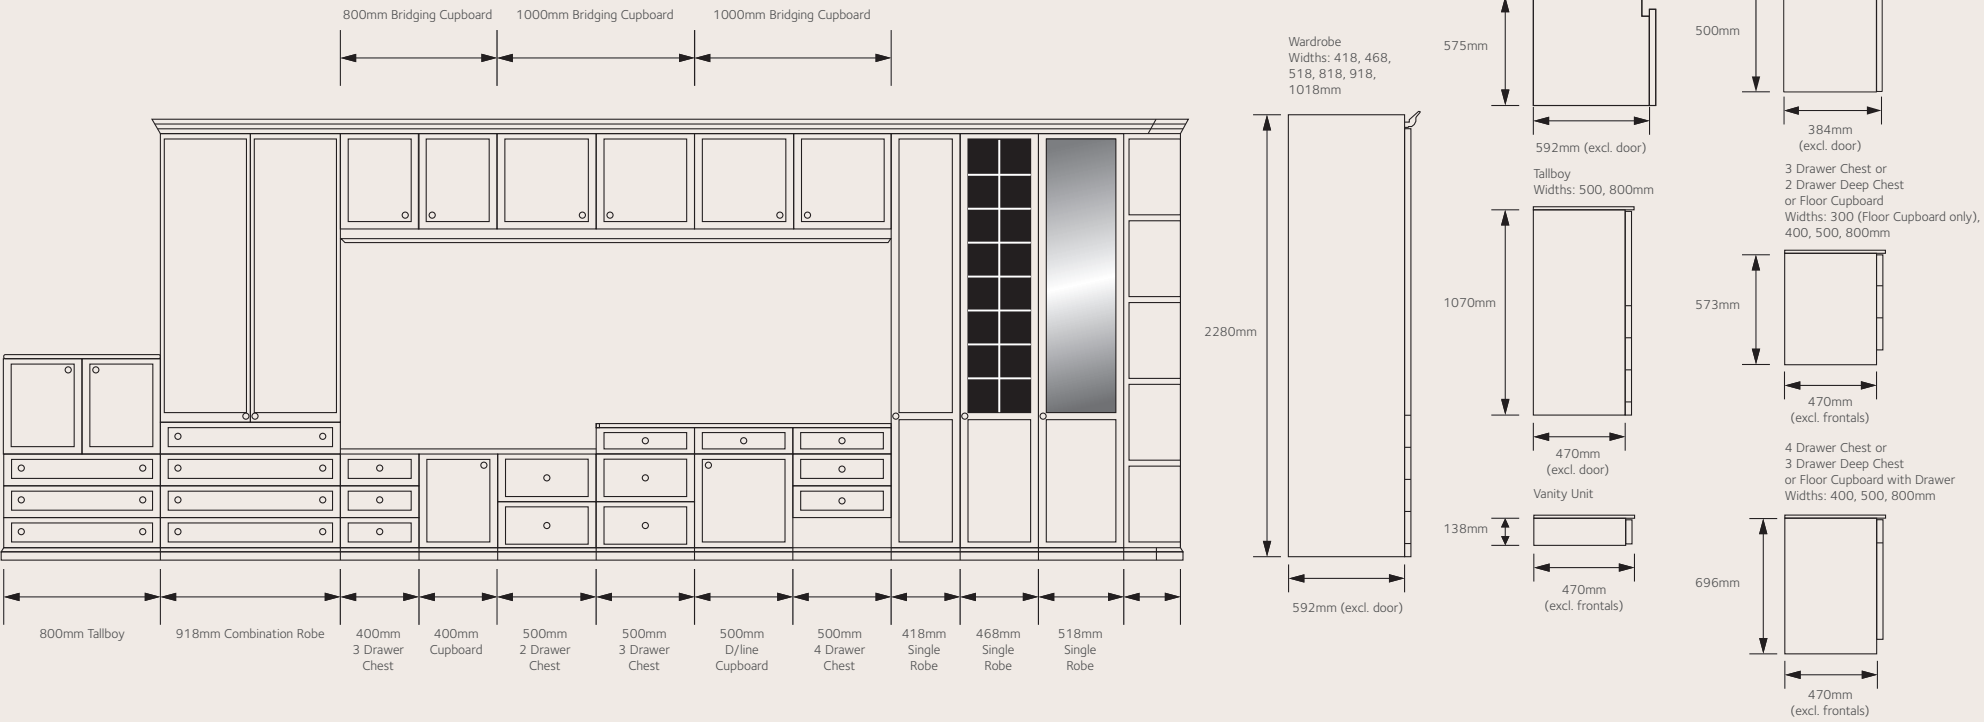 800mm Bridging Cupboard
1000mm Bridging Cupboard
1000mm Bridging Cupboard
800mm Tallboy
918mm Combination Robe
400mm
3 Drawer
Chest
400mm
Cupboard
500mm
2 Drawer
Chest
500mm
3 Drawer
Chest
500mm
D/line
Cupboard
500mm
4 Drawer
Chest
418mm
Single
Robe
468mm
Single
Robe
518mm
Single
Robe
Wardrobe
Widths: 418, 468,
518, 818, 918,
1018mm
2280mm
592mm (excl. door)
575mm
592mm (excl. door)
Tallboy
Widths: 500, 800mm
1070mm
470mm
(excl. door)
Vanity Unit
138mm
470mm
(excl. frontals)
500mm
384mm
(excl. door)
3 Drawer Chest or
2 Drawer Deep Chest
or Floor Cupboard
Widths: 300 (Floor Cupboard only),
400, 500, 800mm
573mm
470mm
(excl. frontals)
4 Drawer Chest or
3 Drawer Deep Chest
or Floor Cupboard with Drawer
Widths: 400, 500, 800mm
696mm
470mm
(excl. frontals)